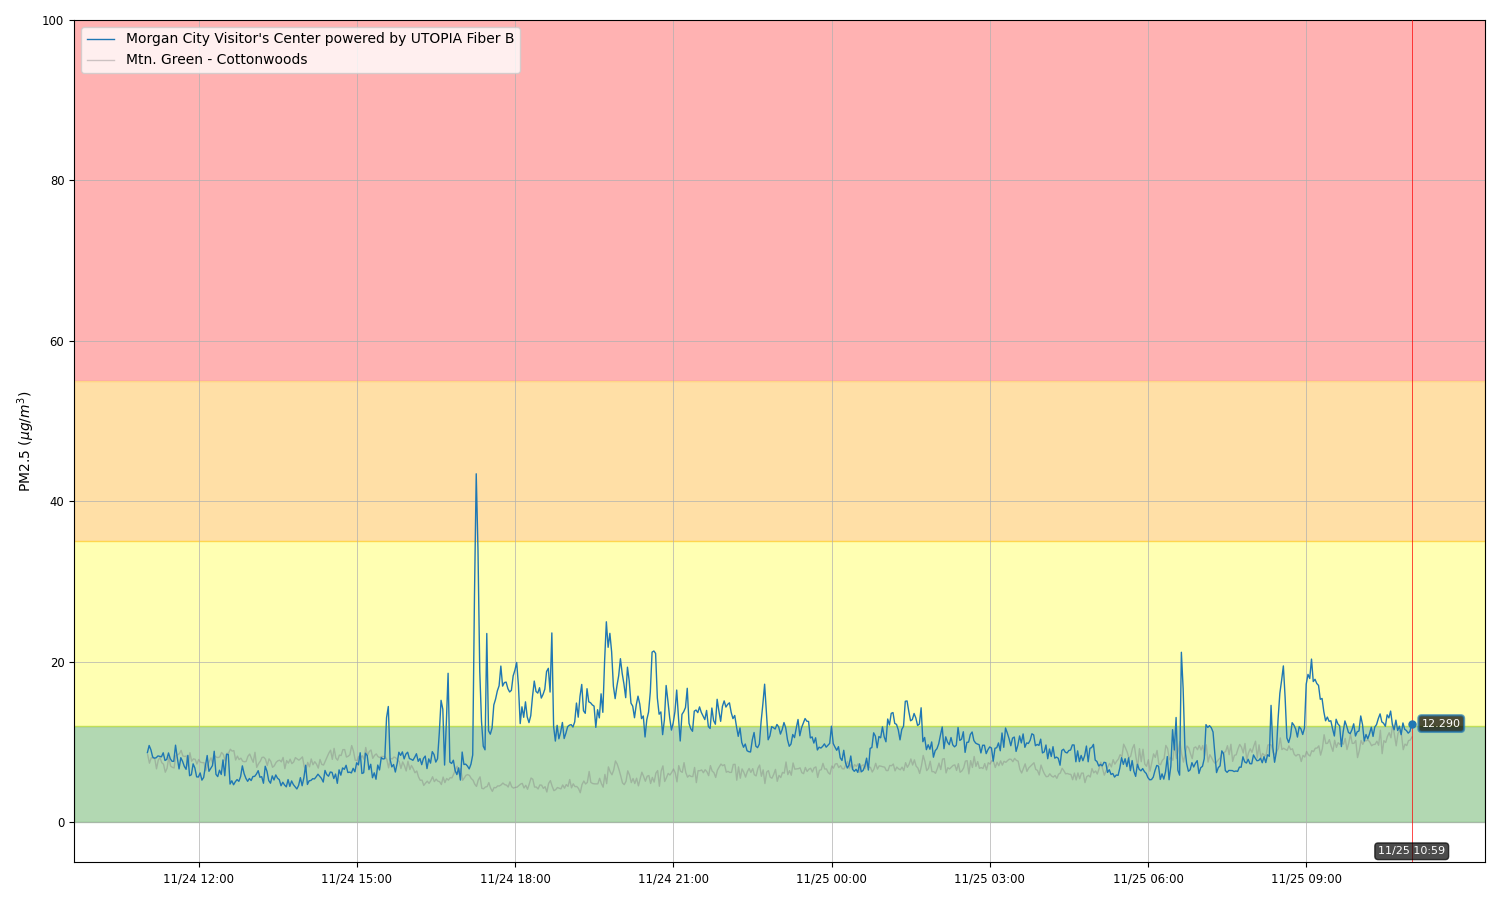 100
Morgan City Visitor's Center powered by UTOPIA Fiber B
Mtn. Green - Cottonwoods
80
60
40
20
0
PM2.5 (μg/m³)
12.290
11/25 10:59
11/24 12:00 11/24 15:00 11/24 18:00 11/24 21:00 11/25 00:00 11/25 03:00 11/25 06:00 11/25 09:00